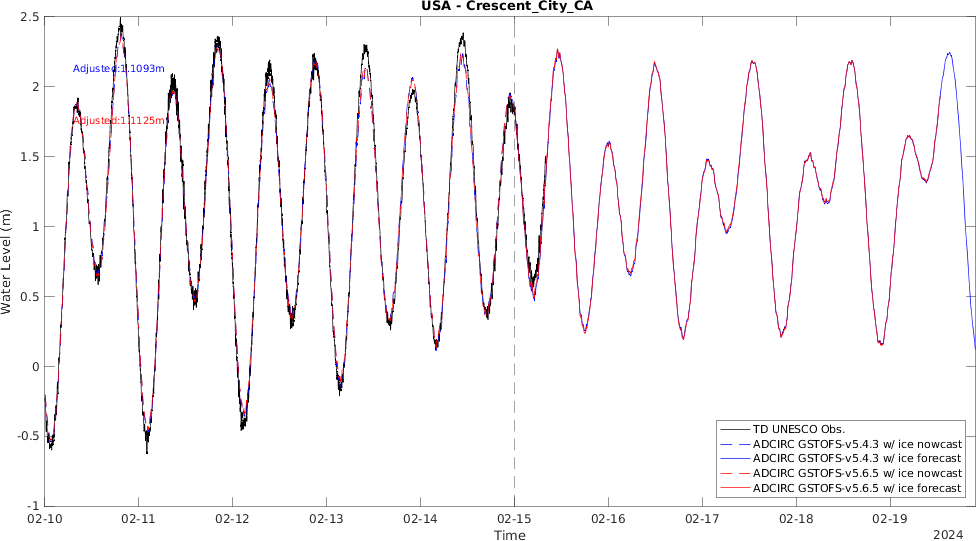 USA - Crescent_City_CA
2.5
2
1.5
1
0.5
0
-0.5
-1
Water Level (m)
Adjusted:1.1093m
Adjusted:1.1125m
TD UNESCO Obs.
ADCIRC GSTOFS-v5.4.3 w/ ice nowcast
ADCIRC GSTOFS-v5.4.3 w/ ice forecast
ADCIRC GSTOFS-v5.6.5 w/ ice nowcast
ADCIRC GSTOFS-v5.6.5 w/ ice forecast
02-10 02-11 02-12 02-13 02-14 02-15 02-16 02-17 02-18 02-19
Time
2024